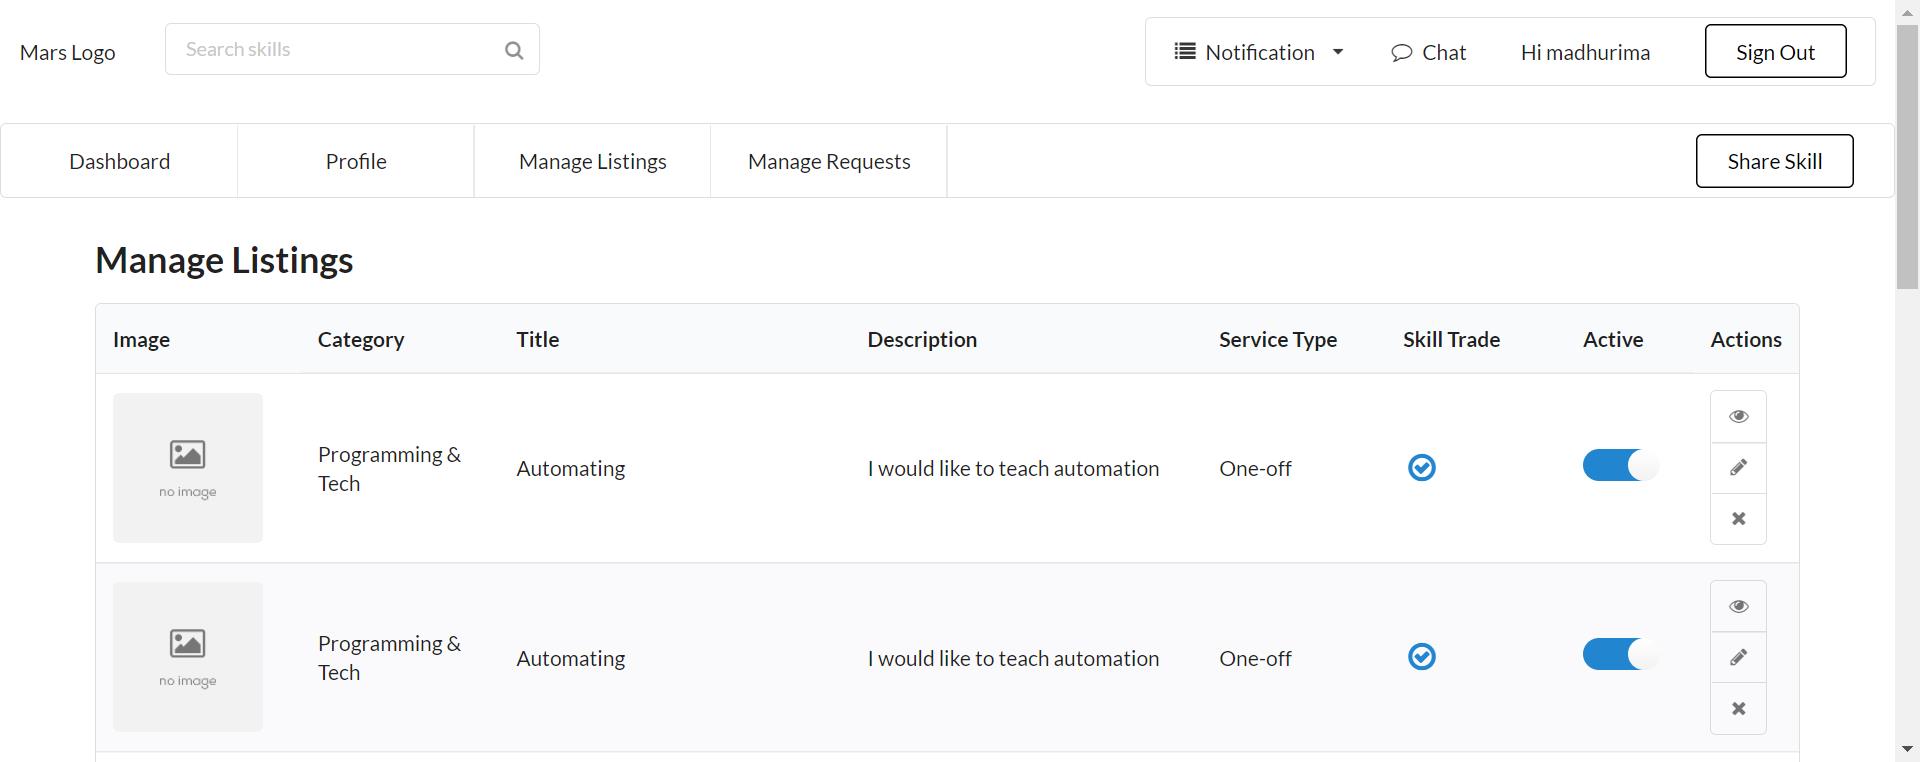 Mars Logo
Search skills
Notification
Chat
Hi madhurima
Sign Out
Dashboard
Profile
Manage Listings
Manage Requests
Share Skill
Manage Listings
Image
Category
Title
Description
Service Type
Skill Trade
Active
Actions
no image
Programming &
Tech
Automating
I would like to teach automation
One-off
no image
Programming &
Tech
Automating
I would like to teach automation
One-off